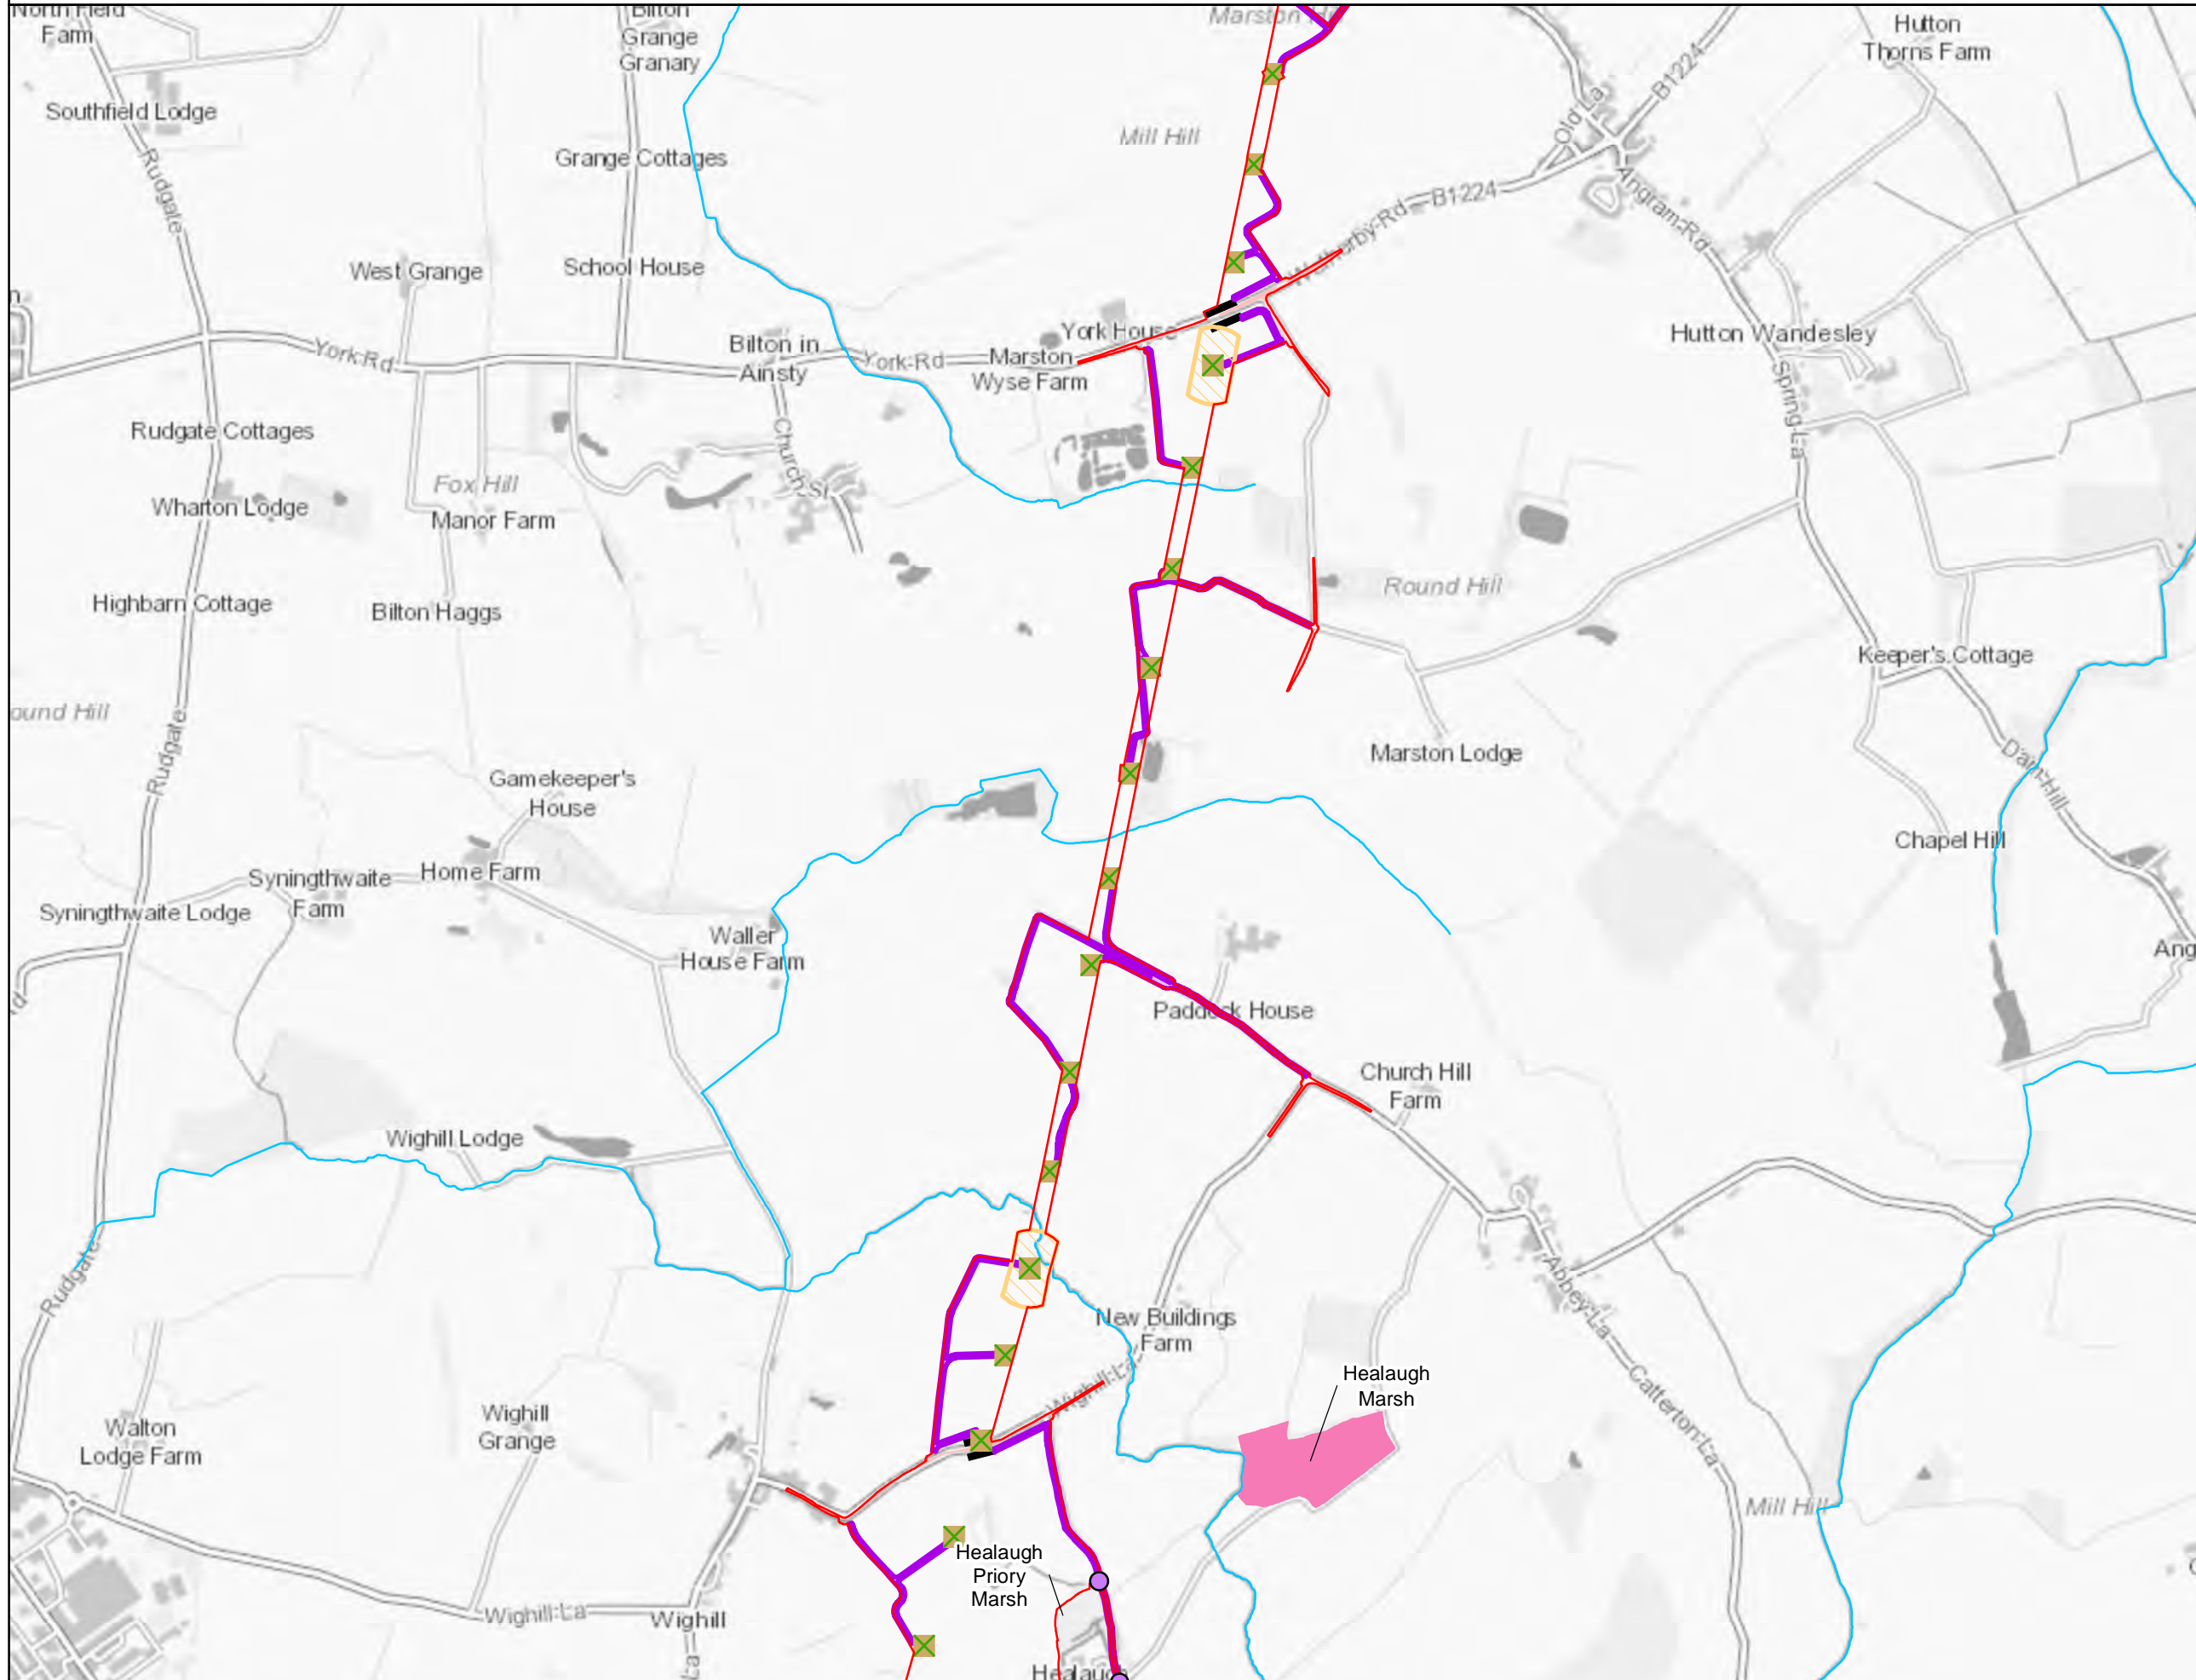 North Field
Farm
Bilton
Grange
Granary
Marston
Hutton
Thorns Farm
Southfield Lodge
Mill Hill
Old La
B1224
Grange Cottages
Rudgate
B1224
Angram Rd
Wetherby Rd
West Grange
School House
York House
Hutton Wandesley
York Rd
Bilton in
Ainsty
York Rd
Marston
Wyse Farm
Spring La
Rudgate Cottages
Church St
Fox Hill
Wharton Lodge
Manor Farm
Highbarn Cottage
Bilton Haggs
Round Hill
Keeper's Cottage
ound Hill
Rudgate
Marston Lodge
Dam Hill
Gamekeeper's
House
Chapel Hill
Syningthwaite
Farm
Home Farm
Syningthwaite Lodge
Waller
House Farm
Ang
Rd
Paddock House
Church Hill
Farm
Wighill Lodge
Rudgate
Abbey La
New Buildings
Farm
Healaugh
Marsh
Wighill La
Catterton La
Walton
Lodge Farm
Wighill
Grange
Mill Hill
Healaugh
Priory
Marsh
Wighill La
Wighill
La
Healaugh